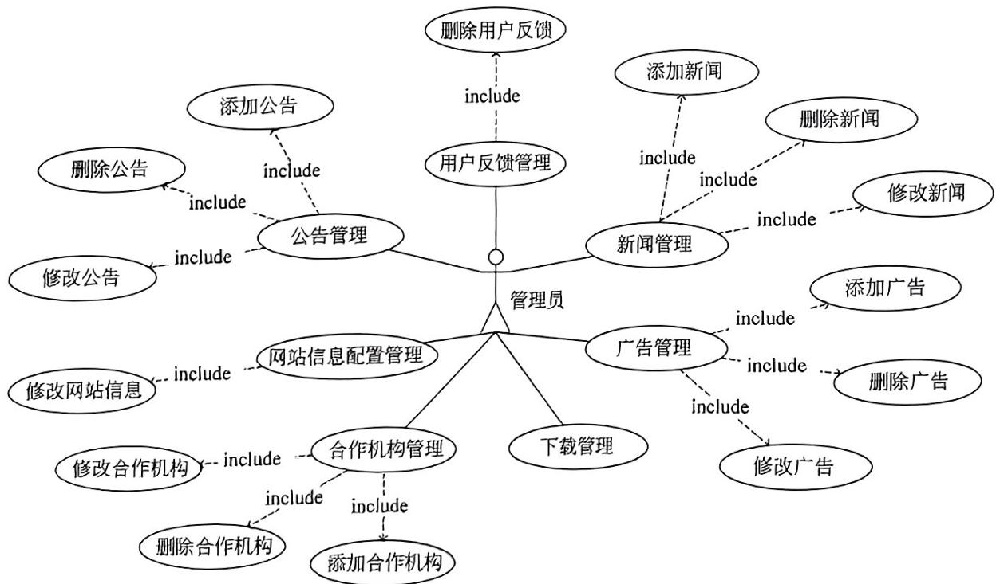 删除用户反馈
添加新闻
include
添加公告
删除新闻
include
用户反馈管理
include
删除公告
include
include
修改新闻
include
include
公告管理
新闻管理
include
修改公告
添加广告
管理员
include
广告管理
网站信息配置管理
include
删除广告
include
修改网站信息
include
合作机构管理
下载管理
修改合作机构
include
修改广告
include
include
删除合作机构
添加合作机构